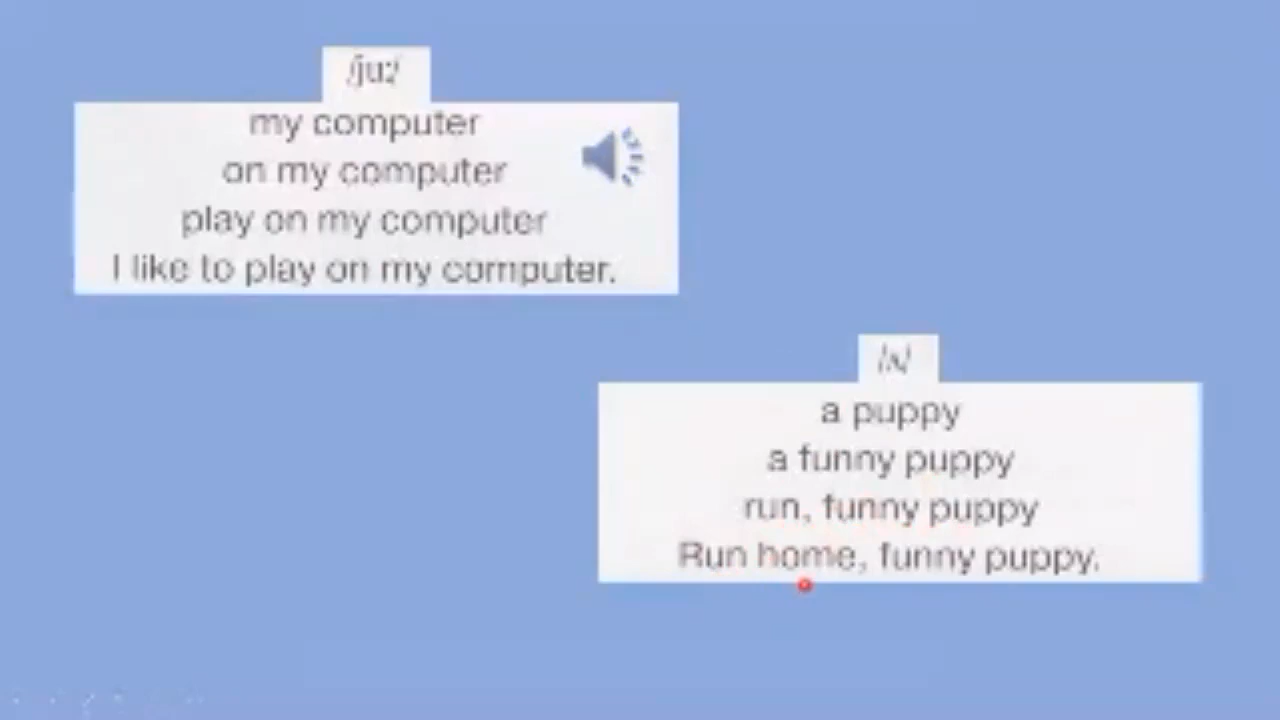 /ju:/
my computer
on my computer
play on my computer
I like to play on my computer.
/ʌ/
a puppy
a funny puppy
run, funny puppy
Run home, funny puppy.